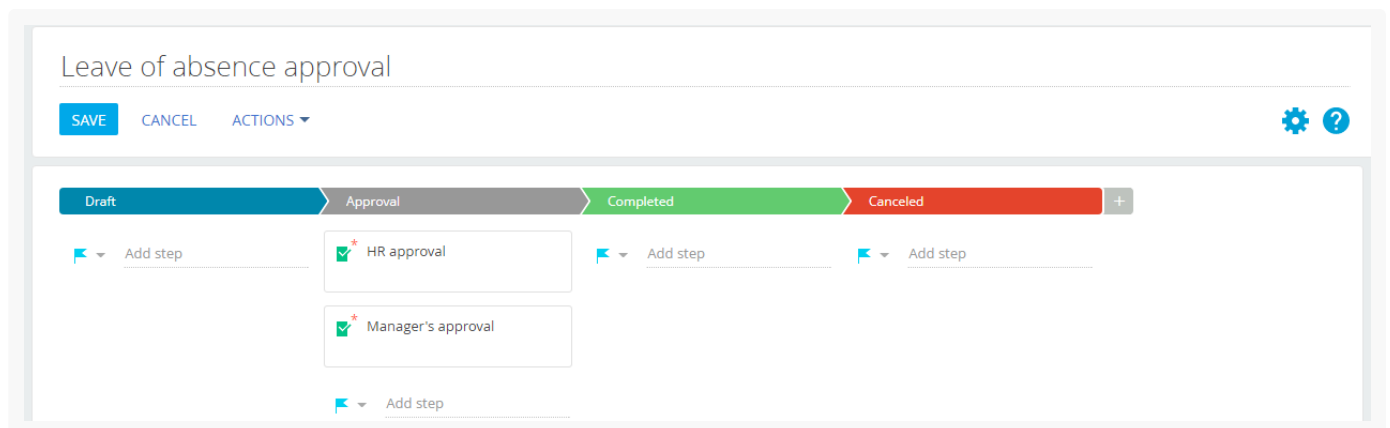 Leave of absence approval
SAVE CANCEL ACTIONS ?
Draft Approval Completed Canceled +
Add step * HR approval Add step Add step
* Manager's approval
Add step